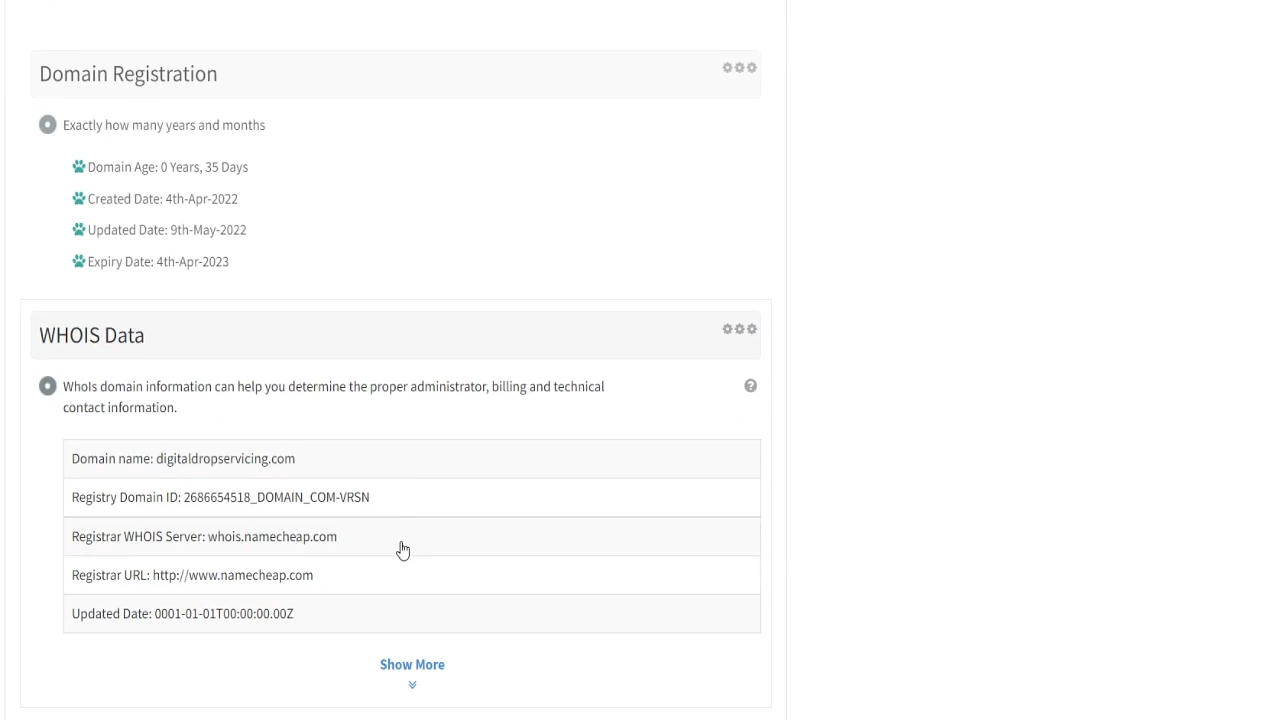 Domain Registration
Exactly how many years and months
Domain Age: 0 Years, 35 Days
Created Date: 4th-Apr-2022
Updated Date: 9th-May-2022
Expiry Date: 4th-Apr-2023
WHOIS Data
WhoIs domain information can help you determine the proper administrator, billing and technical
contact information.
Domain name: digitaldropservicing.com
Registry Domain ID: 2686654518_DOMAIN_COM-VRSN
Registrar WHOIS Server: whois.namecheap.com
Registrar URL: http://www.namecheap.com
Updated Date: 0001-01-01T00:00:00.00Z
Show More